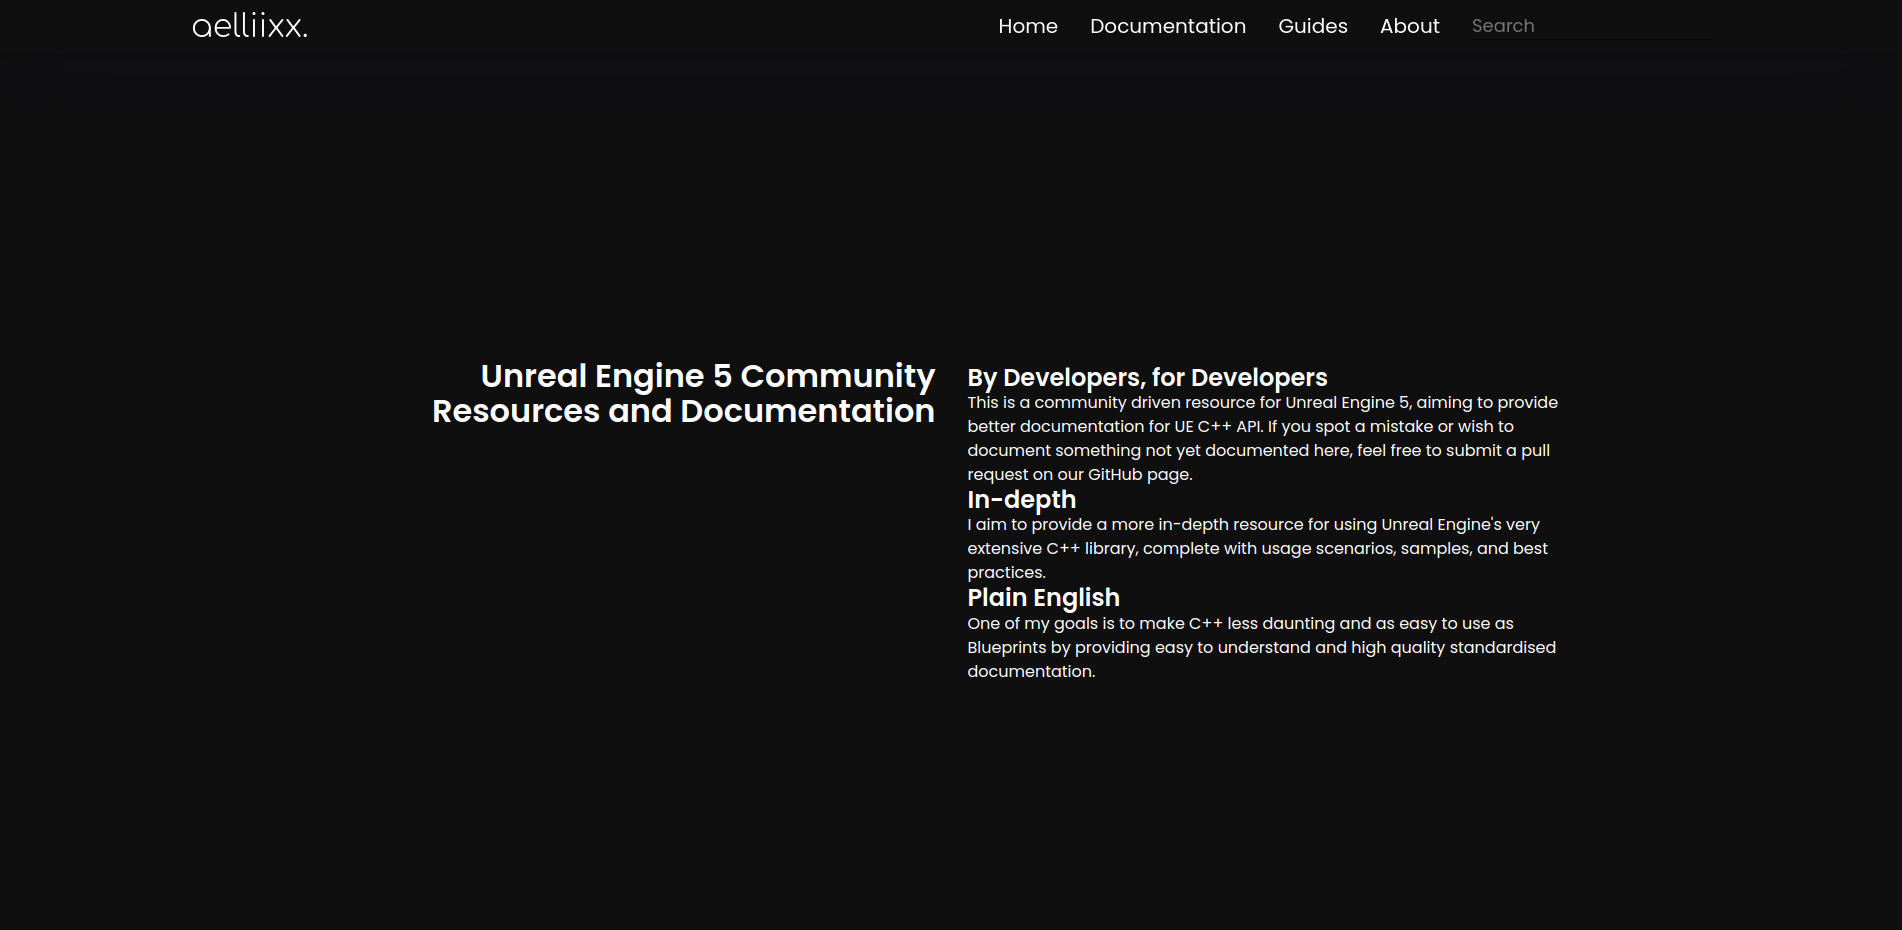 aelliixx.
Home Documentation Guides About Search
Unreal Engine 5 Community
Resources and Documentation
By Developers, for Developers
This is a community driven resource for Unreal Engine 5, aiming to provide
better documentation for UE C++ API. If you spot a mistake or wish to
document something not yet documented here, feel free to submit a pull
request on our GitHub page.
In-depth
I aim to provide a more in-depth resource for using Unreal Engine's very
extensive C++ library, complete with usage scenarios, samples, and best
practices.
Plain English
One of my goals is to make C++ less daunting and as easy to use as
Blueprints by providing easy to understand and high quality standardised
documentation.